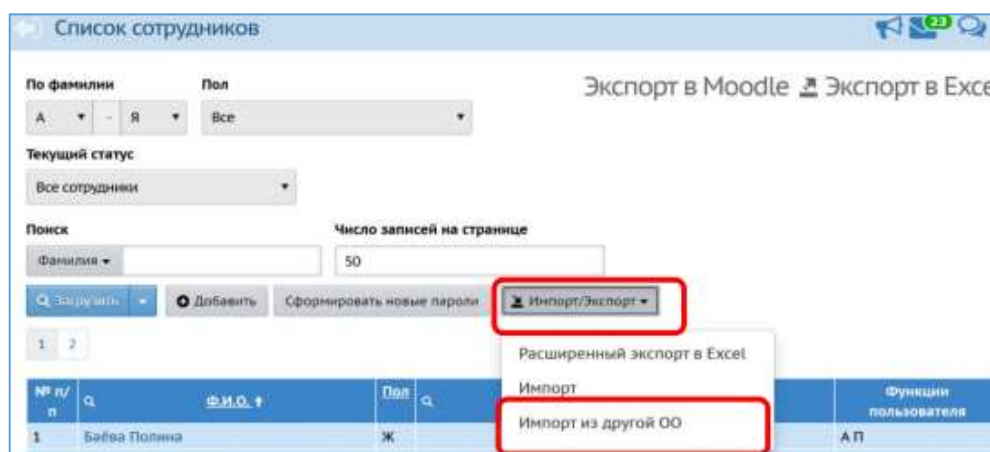 Список сотрудников
23
По фамилии Пол
Экспорт в Moodle Экспорт в Exce
А - Я Все
Текущий статус
Все сотрудники
Поиск Число записей на странице
Фамилия 50
Загрузить Добавить Сформировать новые пароли Импорт/Экспорт
1 2
Расширенный экспорт в Excel
Импорт
Импорт из другой ОО
№ п/п Ф.И.О. Пол Функции пользователя
1 Баёва Полина Ж А П